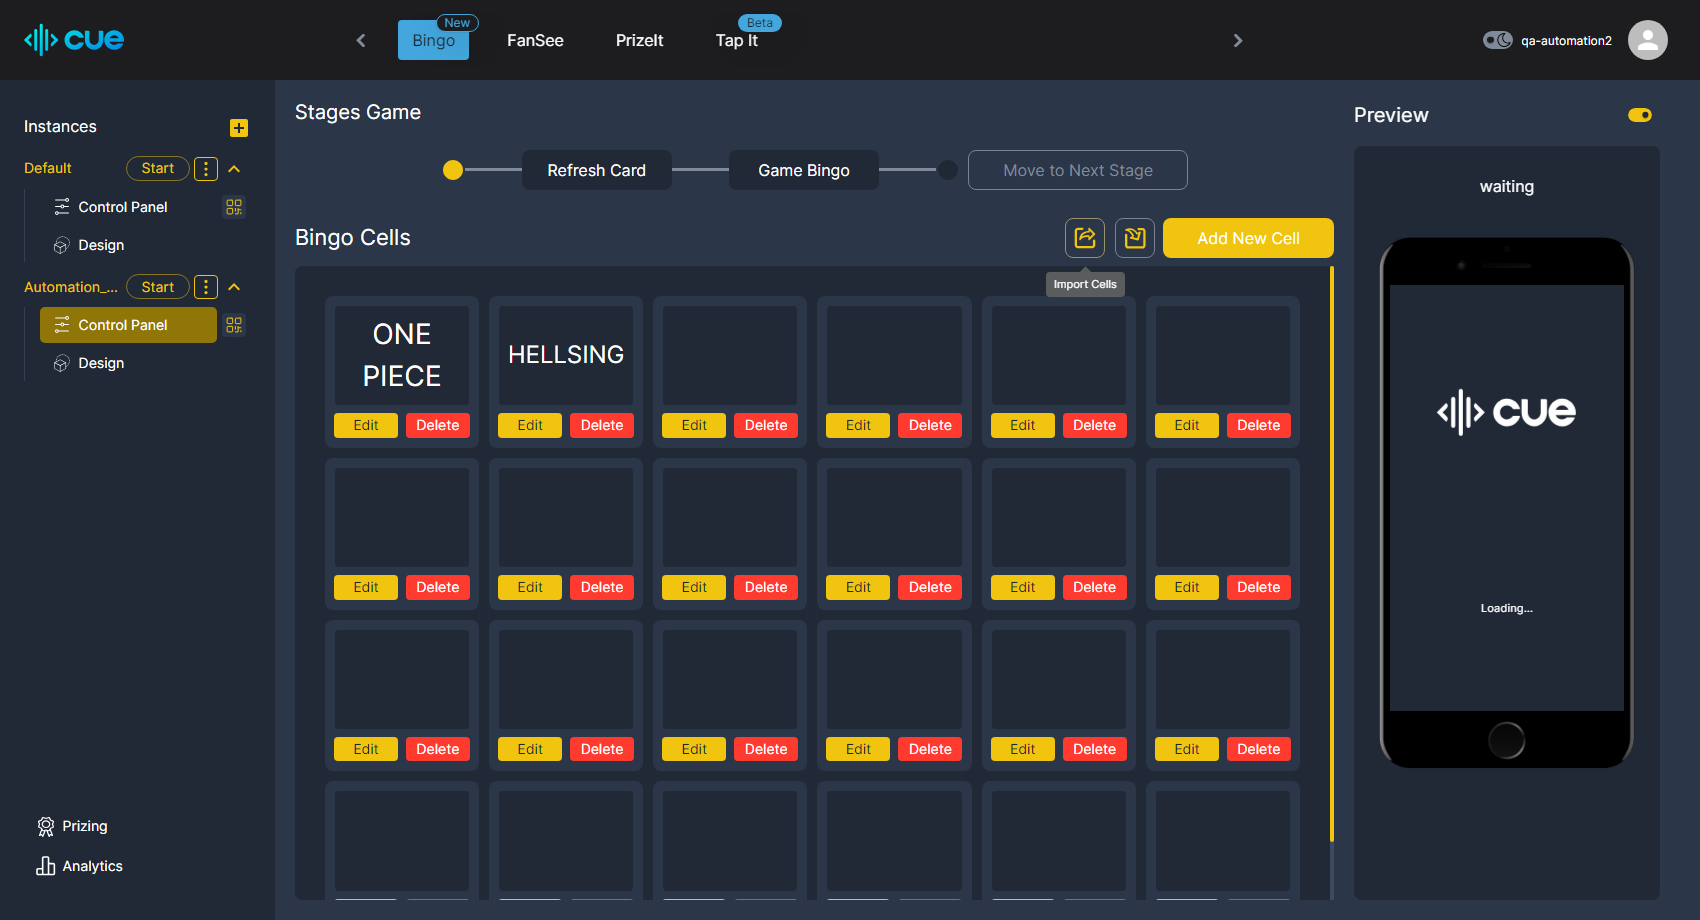 cue
Bingo
New
FanSee
PrizeIt
Tap It
Beta
qa-automation2
Instances
Default
Start
Control Panel
Design
Automation_...
Start
Control Panel
Design
Prizing
Analytics
Stages Game
Refresh Card
Game Bingo
Move to Next Stage
Bingo Cells
Add New Cell
Import Cells
ONE
PIECE
HELLSING
Edit Delete Edit Delete Edit Delete Edit Delete Edit Delete Edit Delete
Edit Delete Edit Delete Edit Delete Edit Delete Edit Delete Edit Delete
Edit Delete Edit Delete Edit Delete Edit Delete Edit Delete Edit Delete
Preview
waiting
cue
Loading...